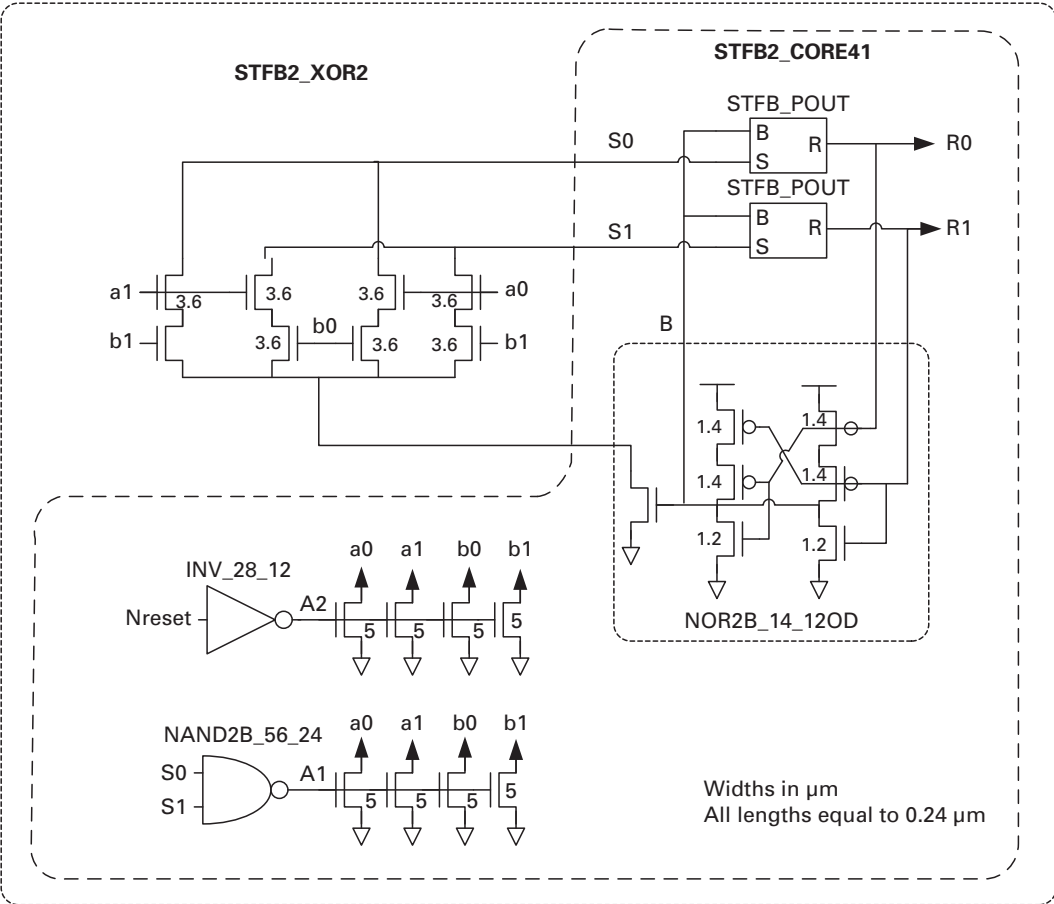 STFB2_XOR2
STFB2_CORE41
STFB_POUT
B
S
R
R0
STFB_POUT
B
S
R
R1
S0
S1
a1
3.6
3.6
3.6
3.6
a0
b1
3.6
b0
3.6
3.6
b1
B
1.4
1.4
1.4
1.4
1.2
1.2
NOR2B_14_12OD
INV_28_12
Nreset
A2
a0
a1
b0
b1
5
5
5
5
NAND2B_56_24
S0
S1
A1
a0
a1
b0
b1
5
5
5
5
Widths in μm
All lengths equal to 0.24 μm